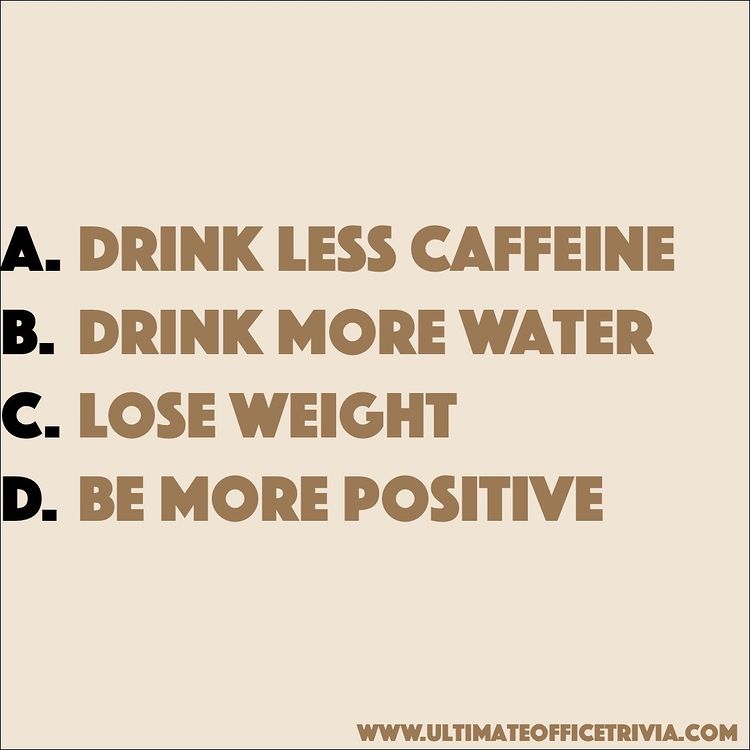 A. DRINK LESS CAFFEINE
B. DRINK MORE WATER
C. LOSE WEIGHT
D. BE MORE POSITIVE
WWW.ULTIMATEOFFICETRIVIA.COM